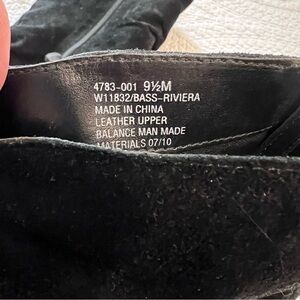 4783-001 9½M
W11832/BASS-RIVIERA
MADE IN CHINA
LEATHER UPPER
BALANCE MAN MADE
MATERIALS 07/10